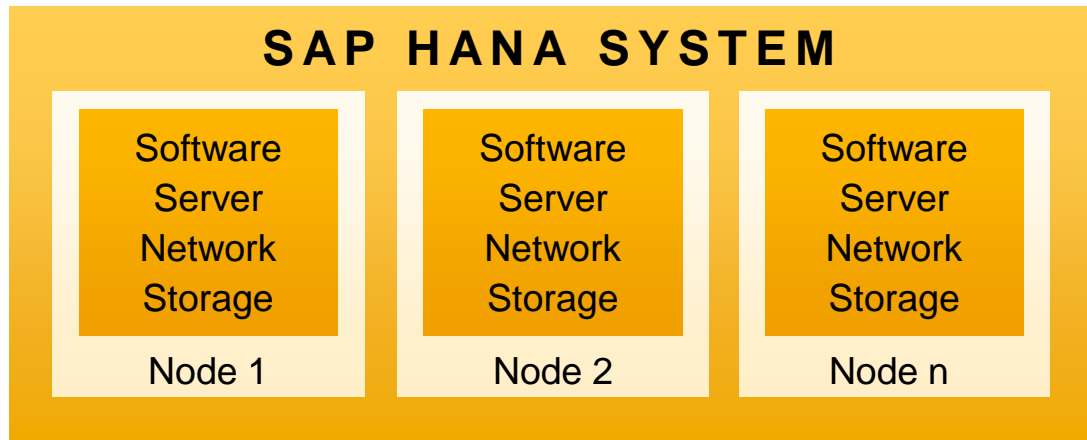 SAP HANA SYSTEM
Software
Server
Network
Storage
Node 1
Software
Server
Network
Storage
Node 2
Software
Server
Network
Storage
Node n